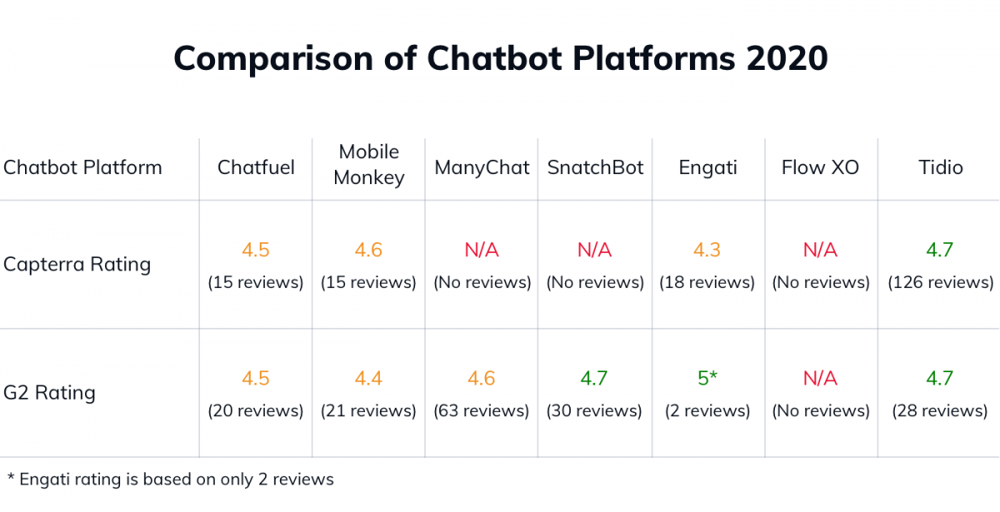 Comparison of Chatbot Platforms 2020
Chatbot Platform Chatfuel Mobile Monkey ManyChat SnatchBot Engati Flow XO Tidio
Capterra Rating
4.5 4.6 N/A N/A 4.3 N/A 4.7
(15 reviews) (15 reviews) (No reviews) (No reviews) (18 reviews) (No reviews) (126 reviews)
G2 Rating
4.5 4.4 4.6 4.7 5* N/A 4.7
(20 reviews) (21 reviews) (63 reviews) (30 reviews) (2 reviews) (No reviews) (28 reviews)
* Engati rating is based on only 2 reviews